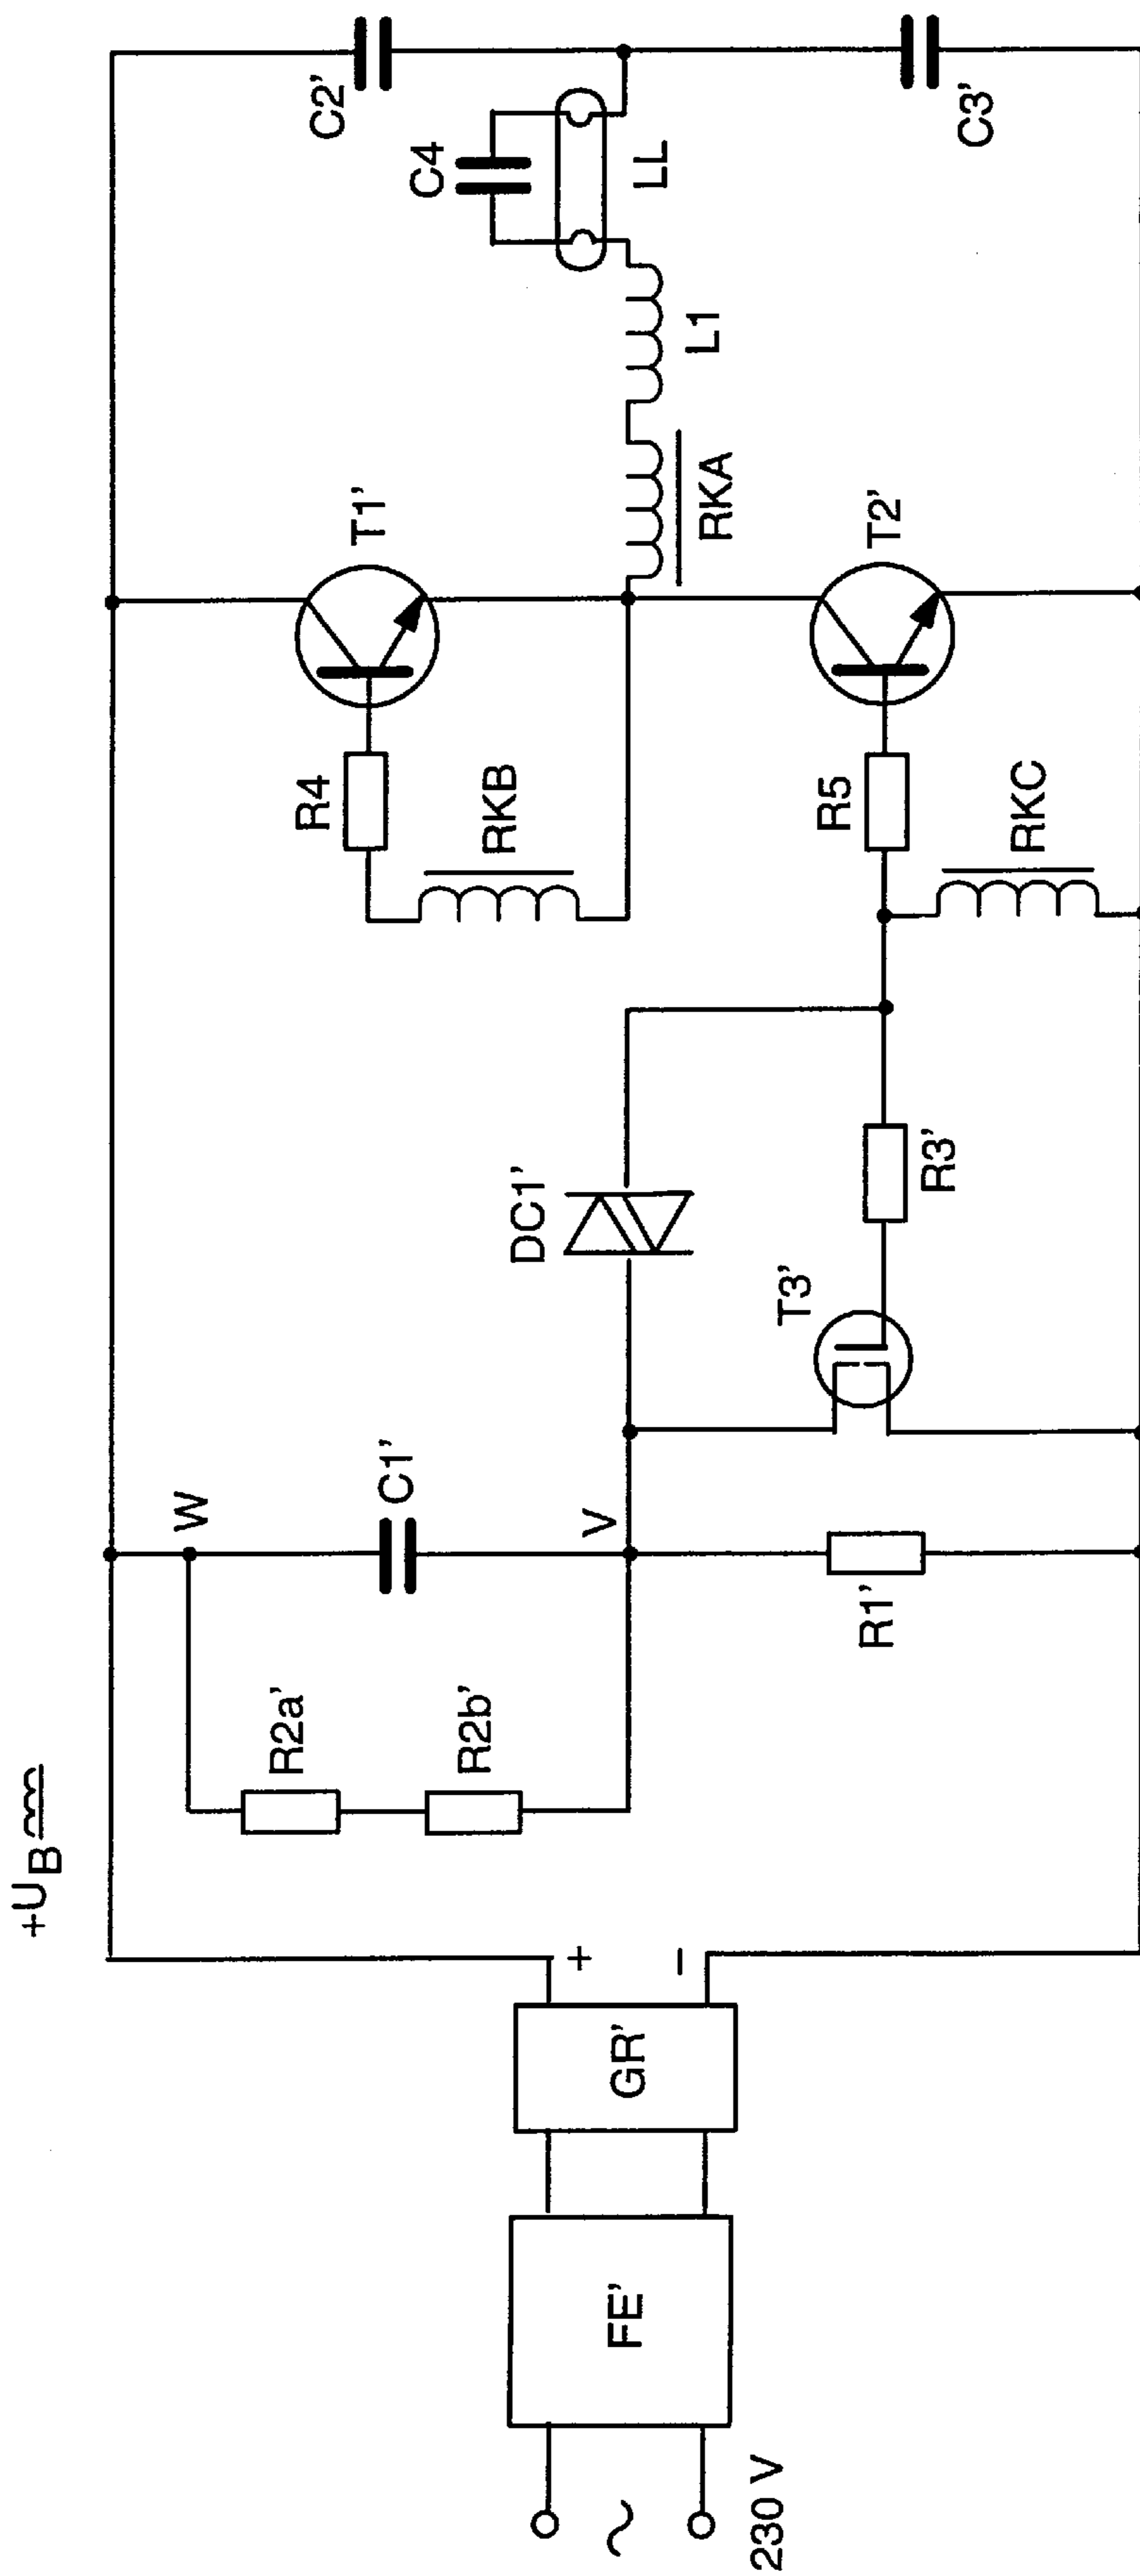 +UB
230 V
~
FE'
GR'
+
−
R2a'
R2b'
W
C1'
V
R1'
T3'
R3'
DC1'
R4
RKB
R5
RKC
T1'
T2'
RKA
L1
LL
C4
C2'
C3'